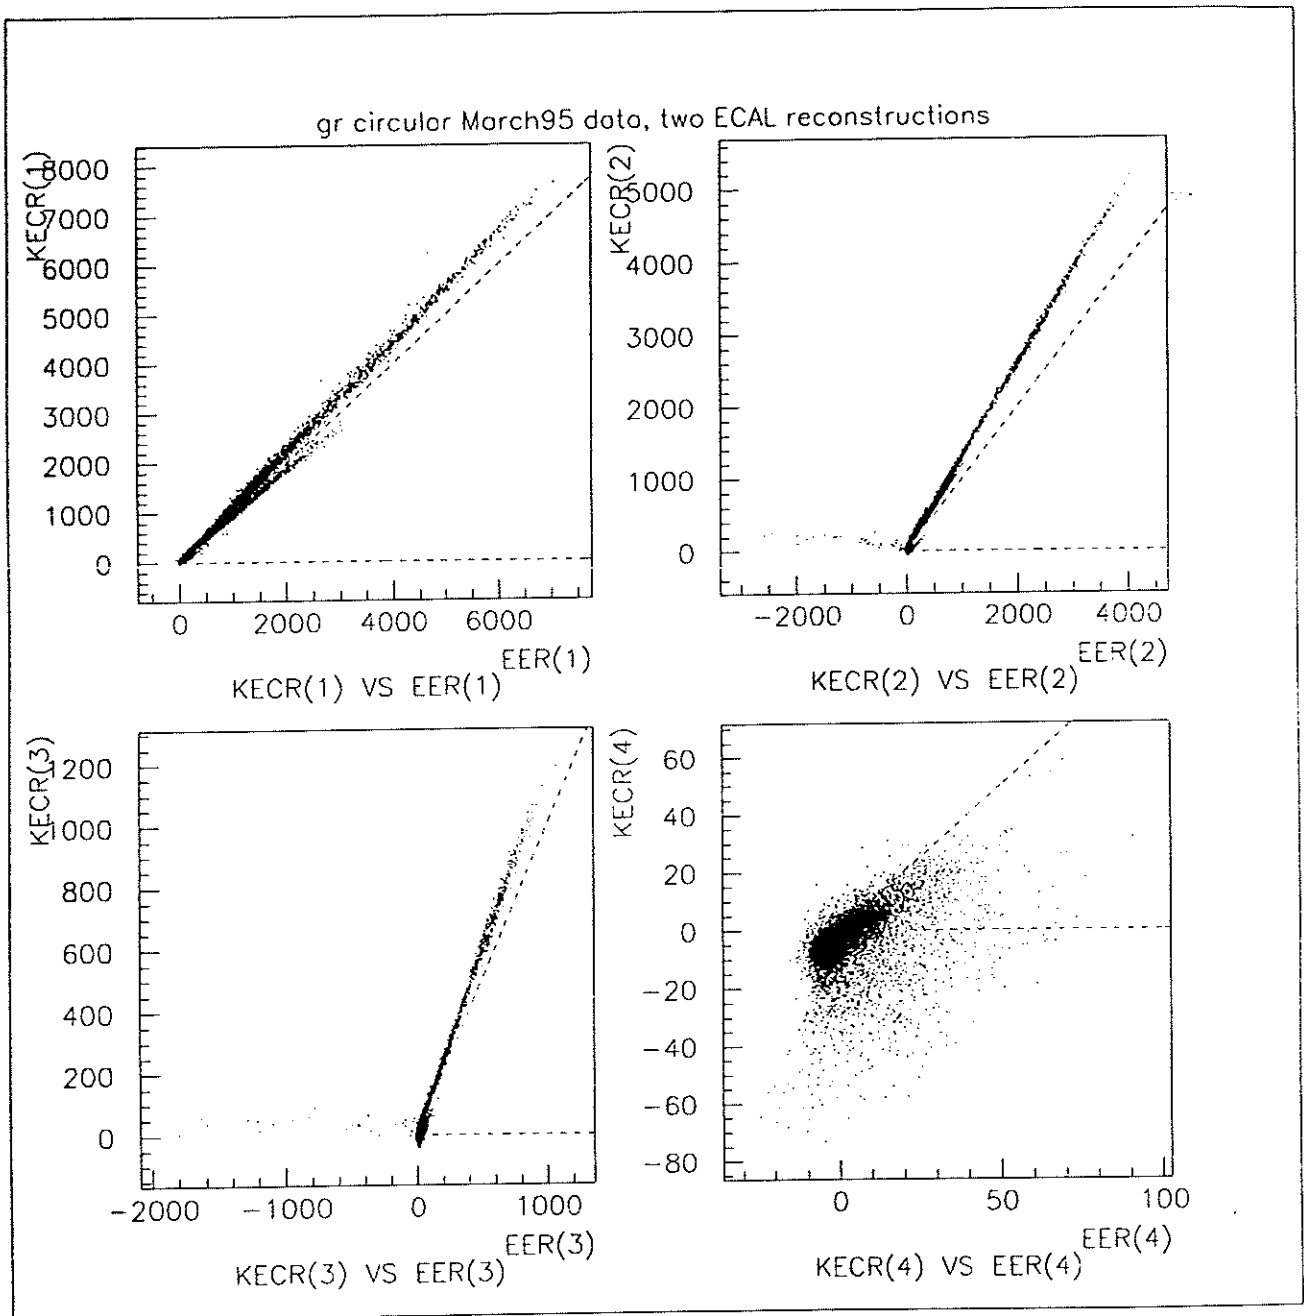 gr circular March95 data, two ECAL reconstructions
KECR(1)
8000
7000
6000
5000
4000
3000
2000
1000
0
0 2000 4000 6000
EER(1)
KECR(1) VS EER(1)
KECR(2)
5000
4000
3000
2000
1000
0
−2000 0 2000 4000
EER(2)
KECR(2) VS EER(2)
KECR(3)
1200
1000
800
600
400
200
0
−2000 −1000 0 1000
EER(3)
KECR(3) VS EER(3)
KECR(4)
60
40
20
0
−20
−40
−60
−80
0 50 100
EER(4)
KECR(4) VS EER(4)